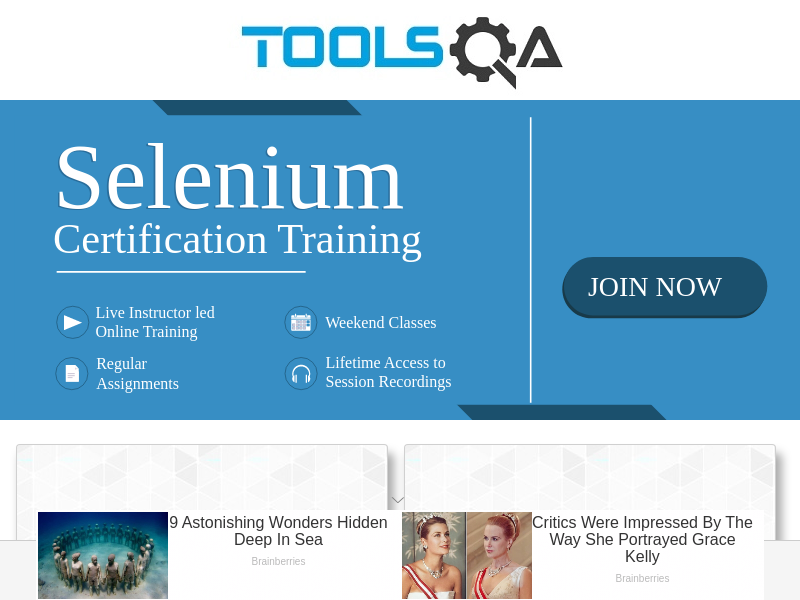 TOOLSQA
Selenium
Certification Training
JOIN NOW
Live Instructor led
Online Training
Weekend Classes
Regular
Assignments
Lifetime Access to
Session Recordings
9 Astonishing Wonders Hidden
Deep In Sea
Brainberries
Critics Were Impressed By The
Way She Portrayed Grace
Kelly
Brainberries